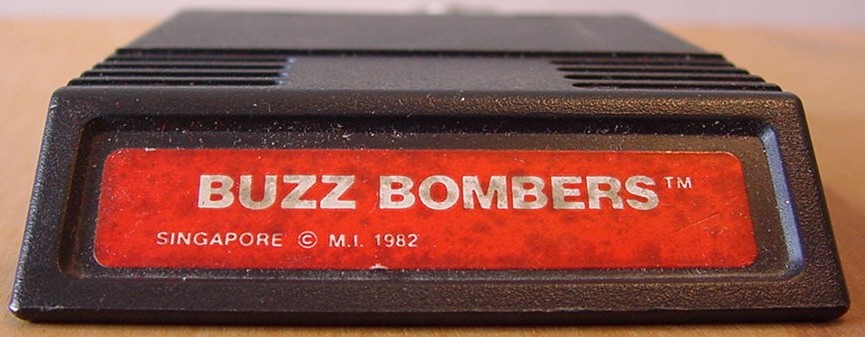 BUZZ BOMBERS™
SINGAPORE © M.I. 1982